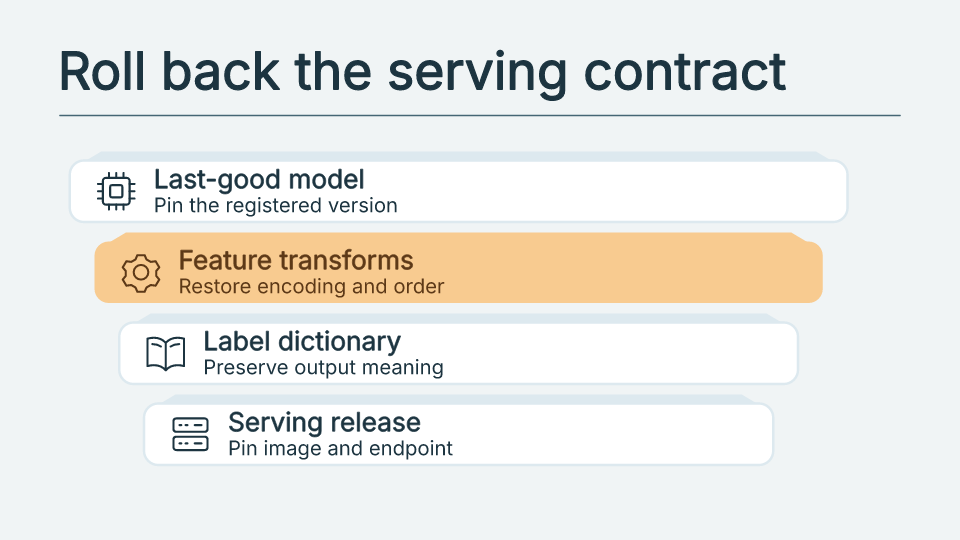 Roll back the serving contract
Last-good model
Pin the registered version
Feature transforms
Restore encoding and order
Label dictionary
Preserve output meaning
Serving release
Pin image and endpoint